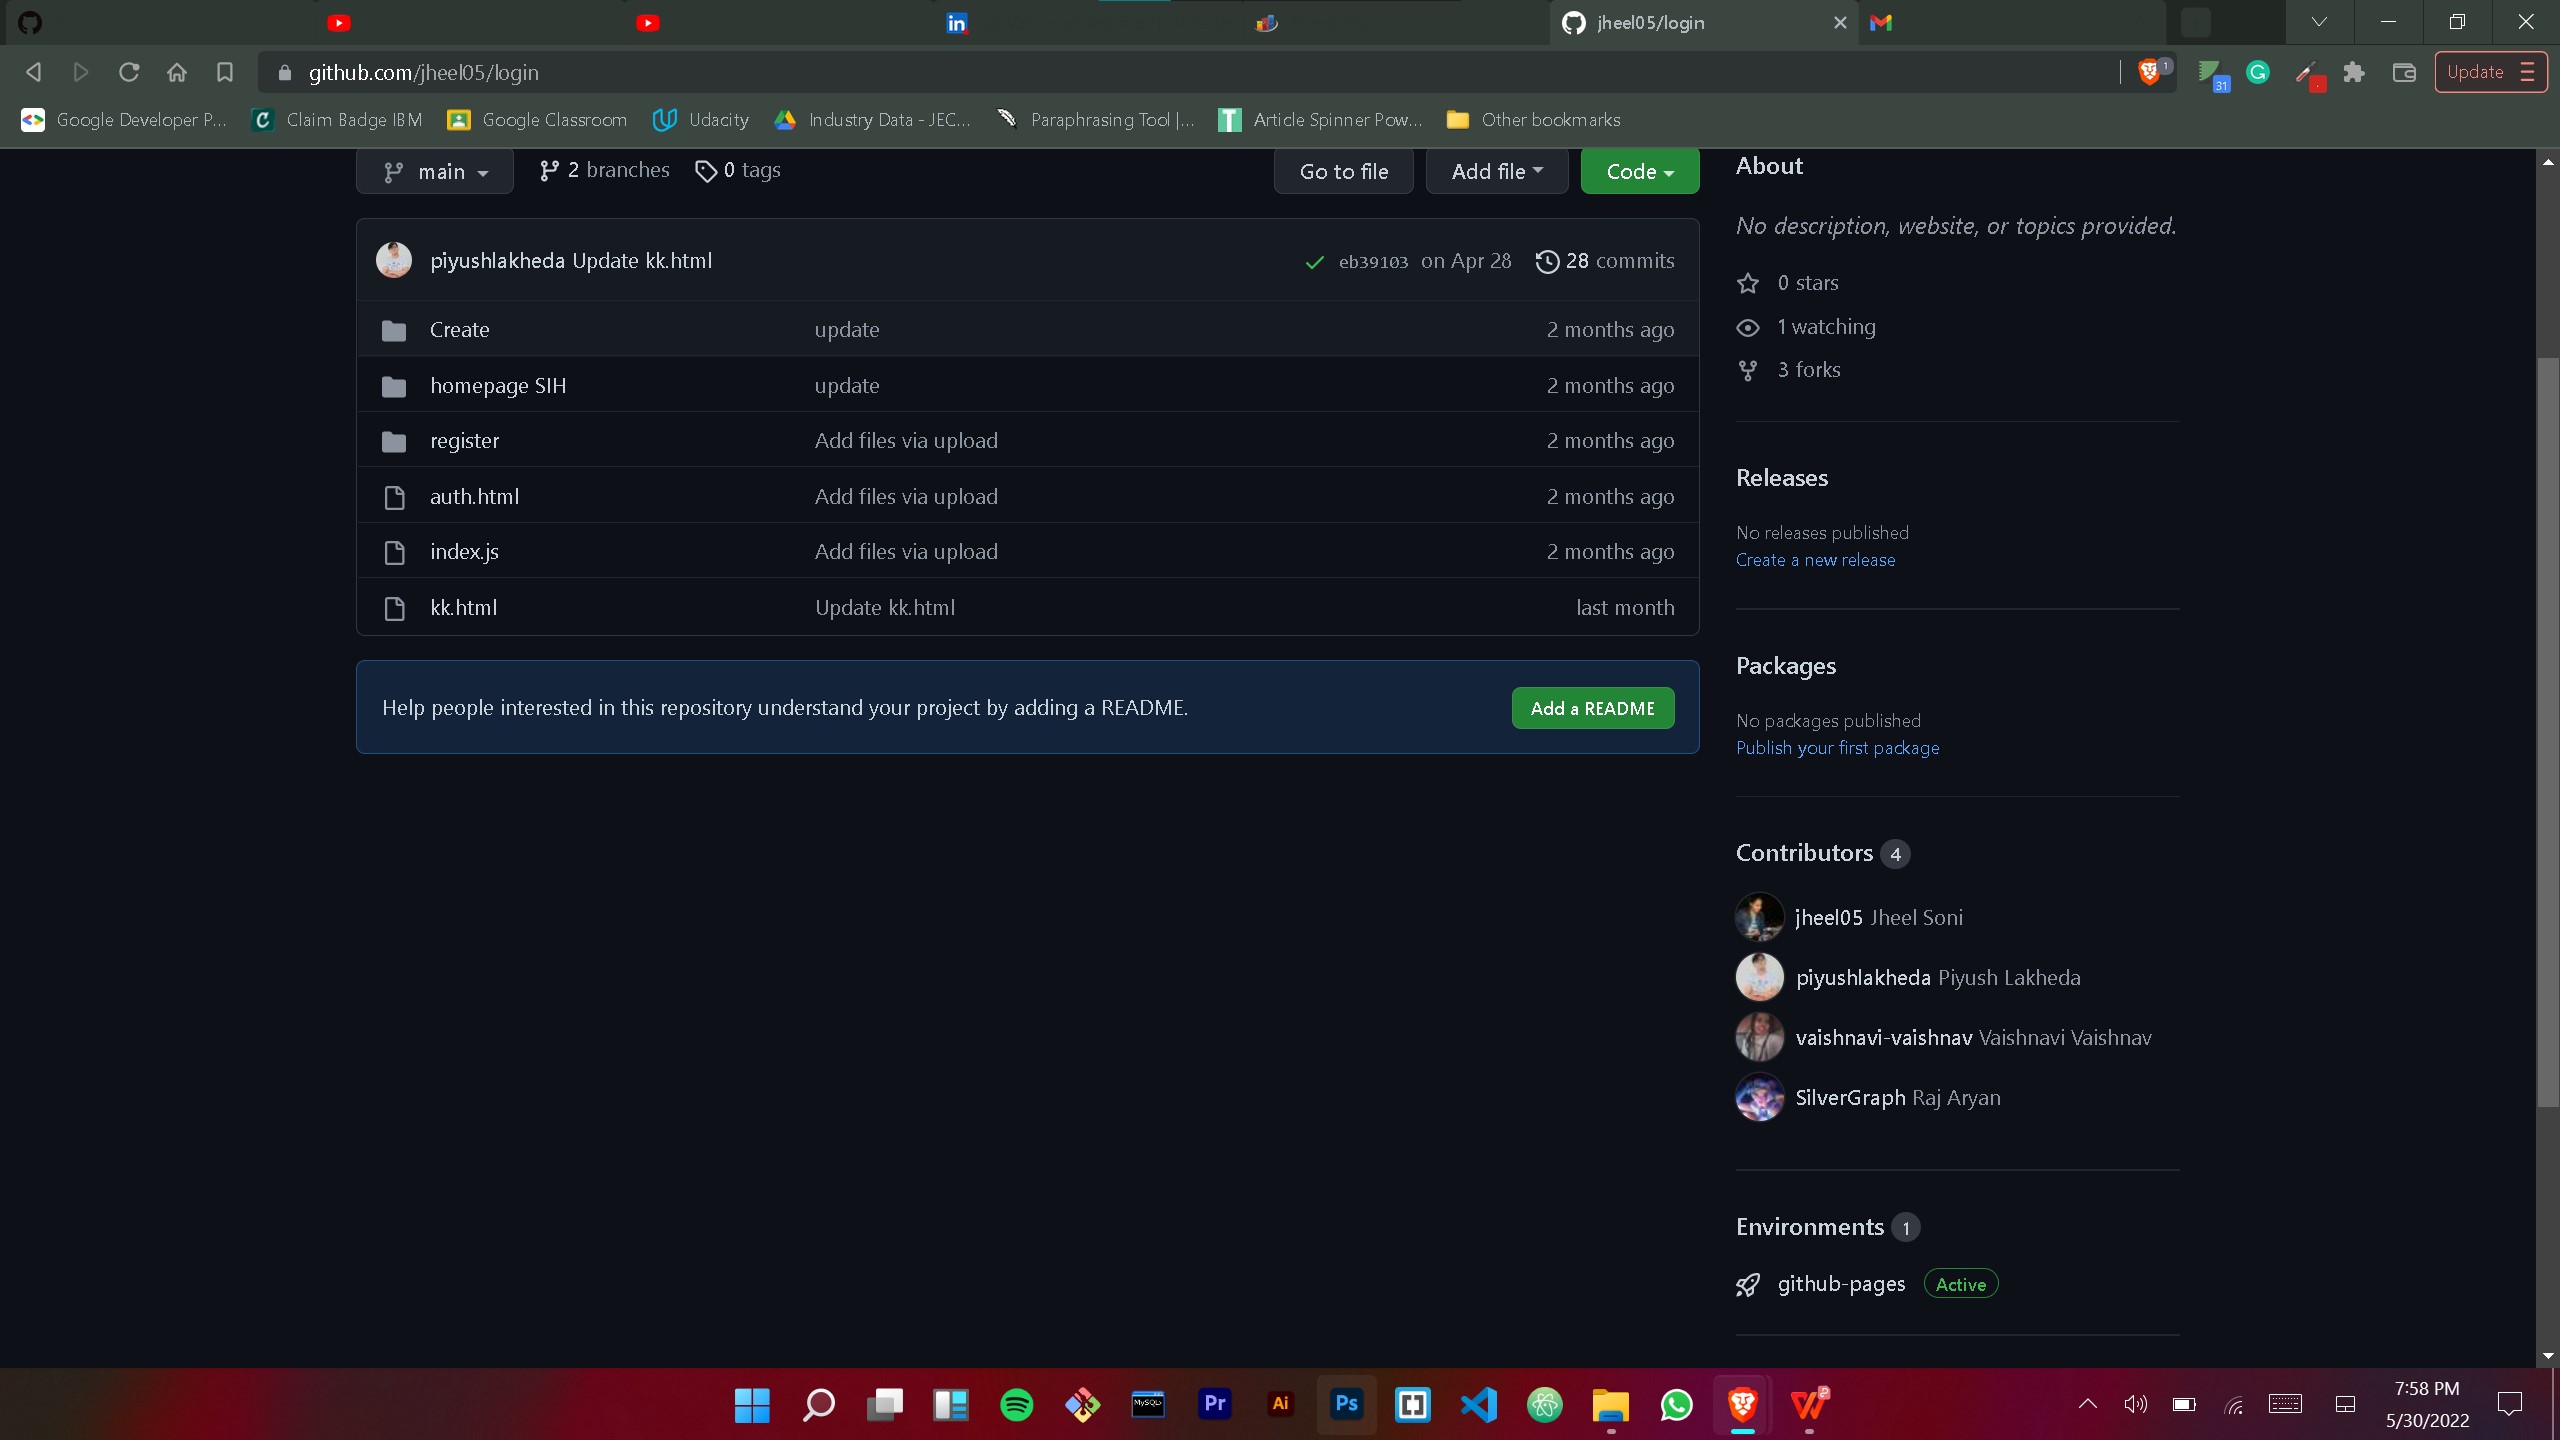 jheel05/login
github.com/jheel05/login
1
31
Update
Google Developer P...
Claim Badge IBM
Google Classroom
Udacity
Industry Data - JEC...
Paraphrasing Tool |...
Article Spinner Pow...
Other bookmarks
main
2 branches
0 tags
Go to file
Add file
Code
piyushlakheda Update kk.html
eb39103 on Apr 28
28 commits
Create update 2 months ago
homepage SIH update 2 months ago
register Add files via upload 2 months ago
auth.html Add files via upload 2 months ago
index.js Add files via upload 2 months ago
kk.html Update kk.html last month
Help people interested in this repository understand your project by adding a README.
Add a README
About
No description, website, or topics provided.
0 stars
1 watching
3 forks
Releases
No releases published
Create a new release
Packages
No packages published
Publish your first package
Contributors 4
jheel05 Jheel Soni
piyushlakheda Piyush Lakheda
vaishnavi-vaishnav Vaishnavi Vaishnav
SilverGraph Raj Aryan
Environments 1
github-pages Active
MySQL
Pr
Ai
Ps
7:58 PM
5/30/2022